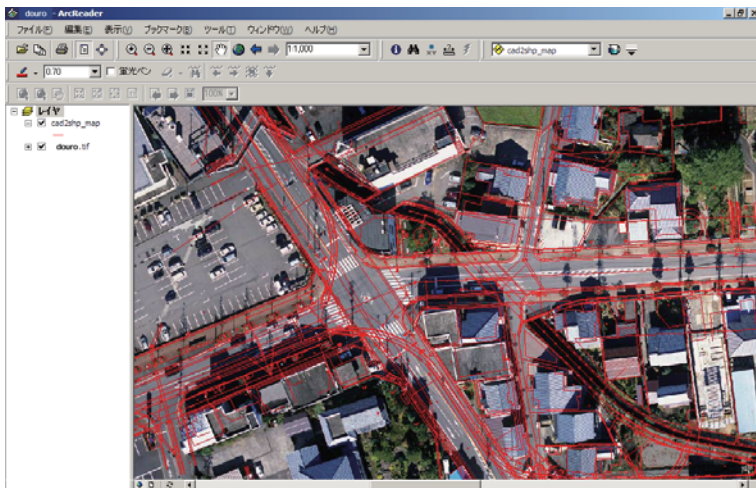 douro - ArcReader
ファイル(F) 編集(E) 表示(V) ブックマーク(B) ツール(T) ウィンドウ(W) ヘルプ(H)
1:1,000 cad2shp_map
0.70 蛍光ペン
100%
レイヤ
cad2shp_map
douro.tif